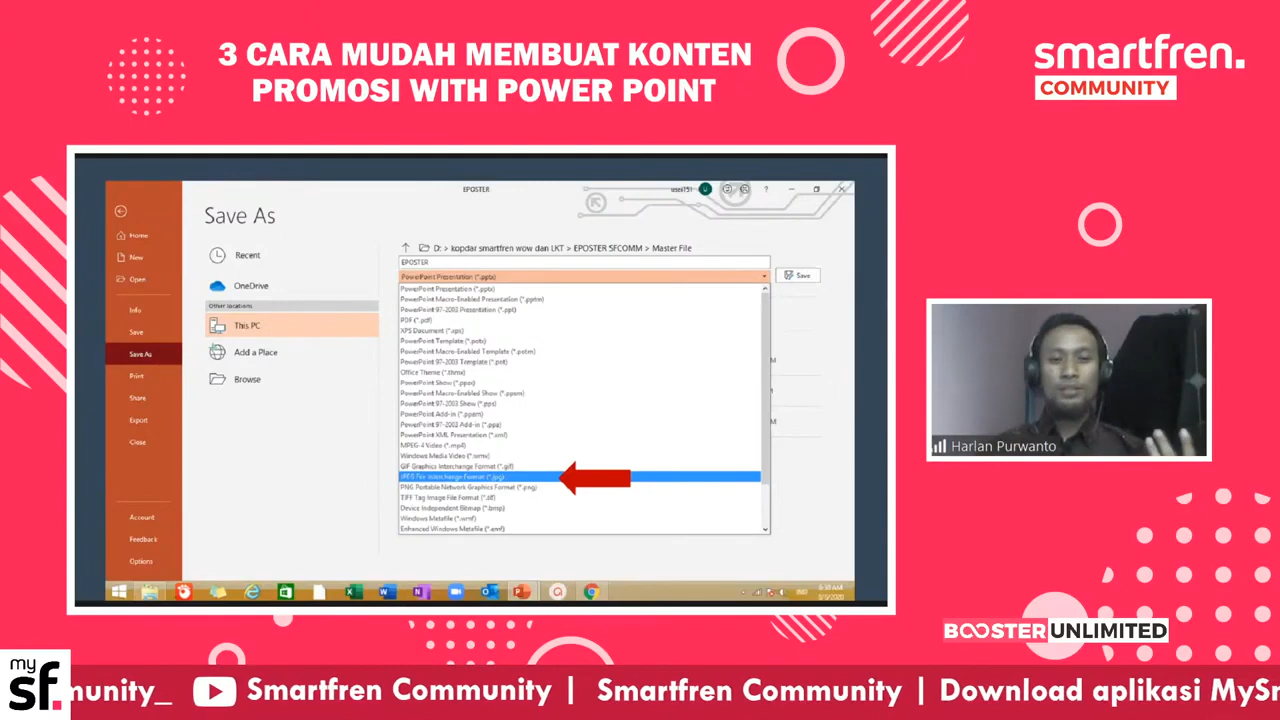 3 CARA MUDAH MEMBUAT KONTEN
PROMOSI WITH POWER POINT
smartfren.
COMMUNITY
EPOSTER
user151
?
Save As
Home
New
Open
Info
Save
Save As
Print
Share
Export
Close
Account
Feedback
Options
Recent
OneDrive
Other locations
This PC
Add a Place
Browse
D: > kopdar smartfren wow dan LKT > EPOSTER SFCOMM > Master File
EPOSTER
PowerPoint Presentation (*.pptx)
Save
PowerPoint Presentation (*.pptx)
PowerPoint Macro-Enabled Presentation (*.pptm)
PowerPoint 97-2003 Presentation (*.ppt)
PDF (*.pdf)
XPS Document (*.xps)
PowerPoint Template (*.potx)
PowerPoint Macro-Enabled Template (*.potm)
PowerPoint 97-2003 Template (*.pot)
Office Theme (*.thmx)
PowerPoint Show (*.ppsx)
PowerPoint Macro-Enabled Show (*.ppsm)
PowerPoint 97-2003 Show (*.pps)
PowerPoint Add-in (*.ppam)
PowerPoint 97-2003 Add-in (*.ppa)
PowerPoint XML Presentation (*.xml)
MPEG-4 Video (*.mp4)
Windows Media Video (*.wmv)
GIF Graphics Interchange Format (*.gif)
JPEG File Interchange Format (*.jpg)
PNG Portable Network Graphics Format (*.png)
TIFF Tag Image File Format (*.tif)
Device Independent Bitmap (*.bmp)
Windows Metafile (*.wmf)
Enhanced Windows Metafile (*.emf)
Harlan Purwanto
BOOSTER UNLIMITED
my
sf.
munity_ Smartfren Community | Smartfren Community | Download aplikasi MySm